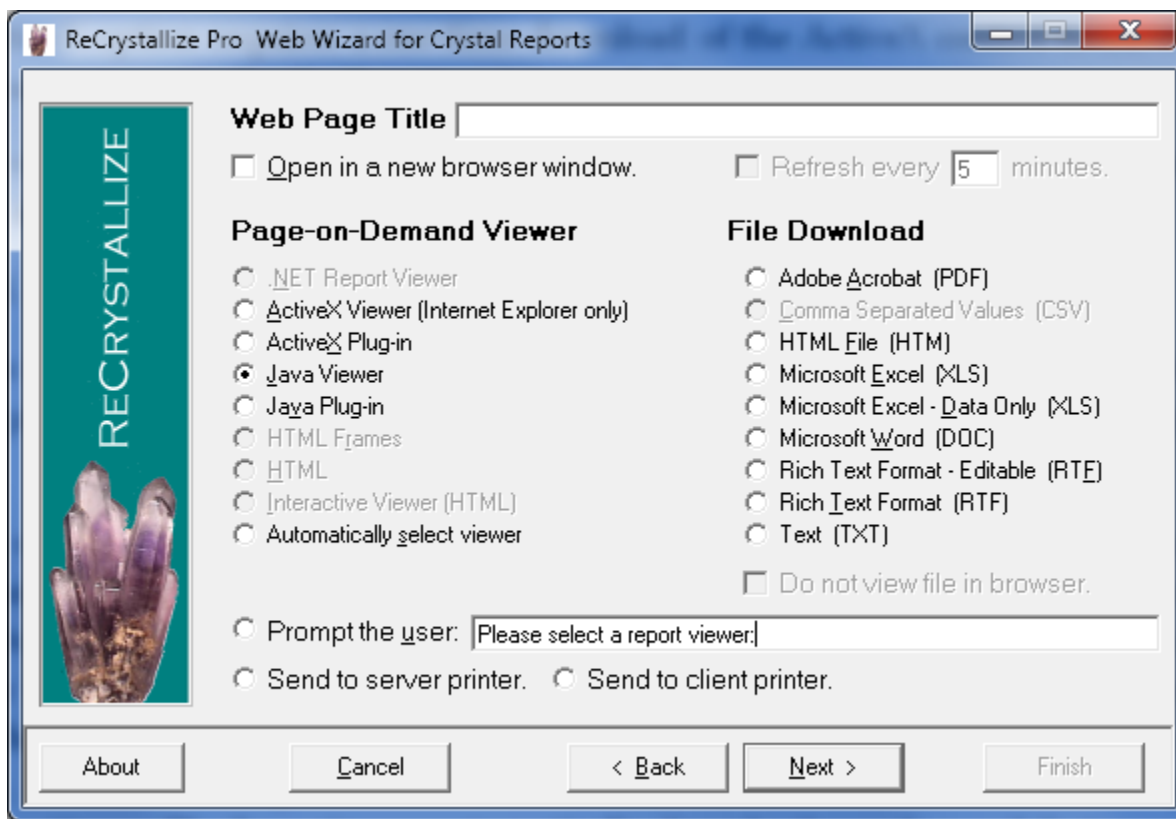 ReCrystallize Pro Web Wizard for Crystal Reports
RECRYSTALLIZE
Web Page Title
Open in a new browser window.
Refresh every 5 minutes.
Page-on-Demand Viewer
.NET Report Viewer
ActiveX Viewer (Internet Explorer only)
ActiveX Plug-in
Java Viewer
Java Plug-in
HTML Frames
HTML
Interactive Viewer (HTML)
Automatically select viewer
File Download
Adobe Acrobat (PDF)
Comma Separated Values (CSV)
HTML File (HTM)
Microsoft Excel (XLS)
Microsoft Excel - Data Only (XLS)
Microsoft Word (DOC)
Rich Text Format - Editable (RTF)
Rich Text Format (RTF)
Text (TXT)
Do not view file in browser.
Prompt the user: Please select a report viewer:
Send to server printer. Send to client printer.
About Cancel < Back Next > Finish